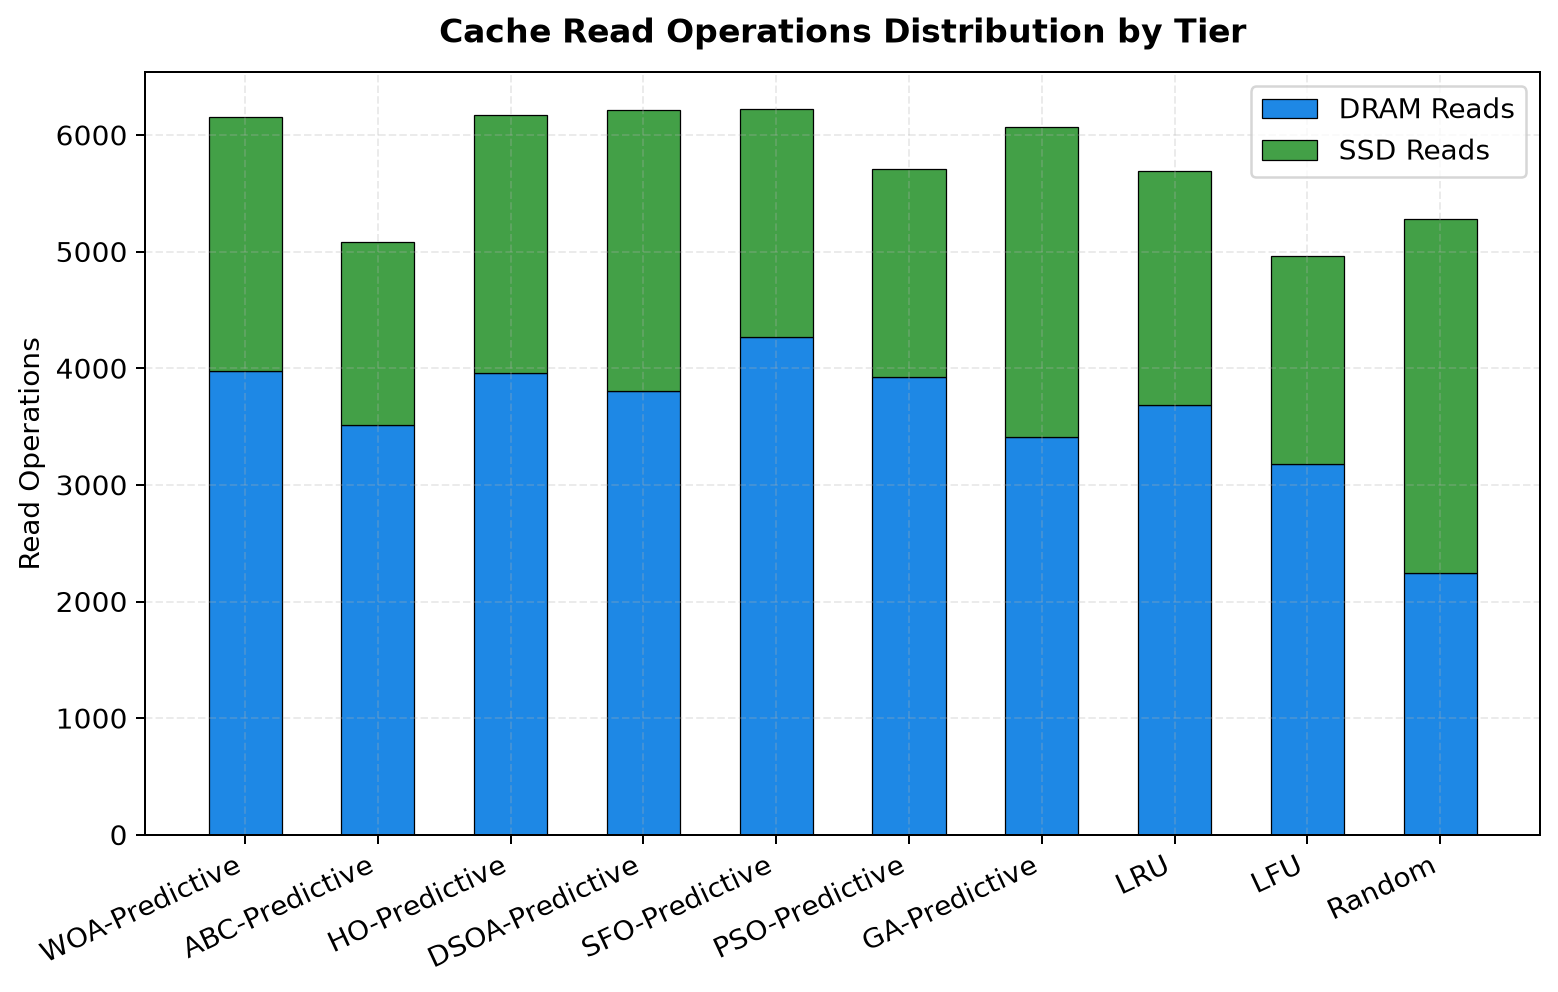 Cache Read Operations Distribution by Tier
DRAM Reads
SSD Reads
Read Operations
6000
5000
4000
3000
2000
1000
0
WOA-Predictive
ABC-Predictive
HO-Predictive
DSOA-Predictive
SFO-Predictive
PSO-Predictive
GA-Predictive
LRU
LFU
Random